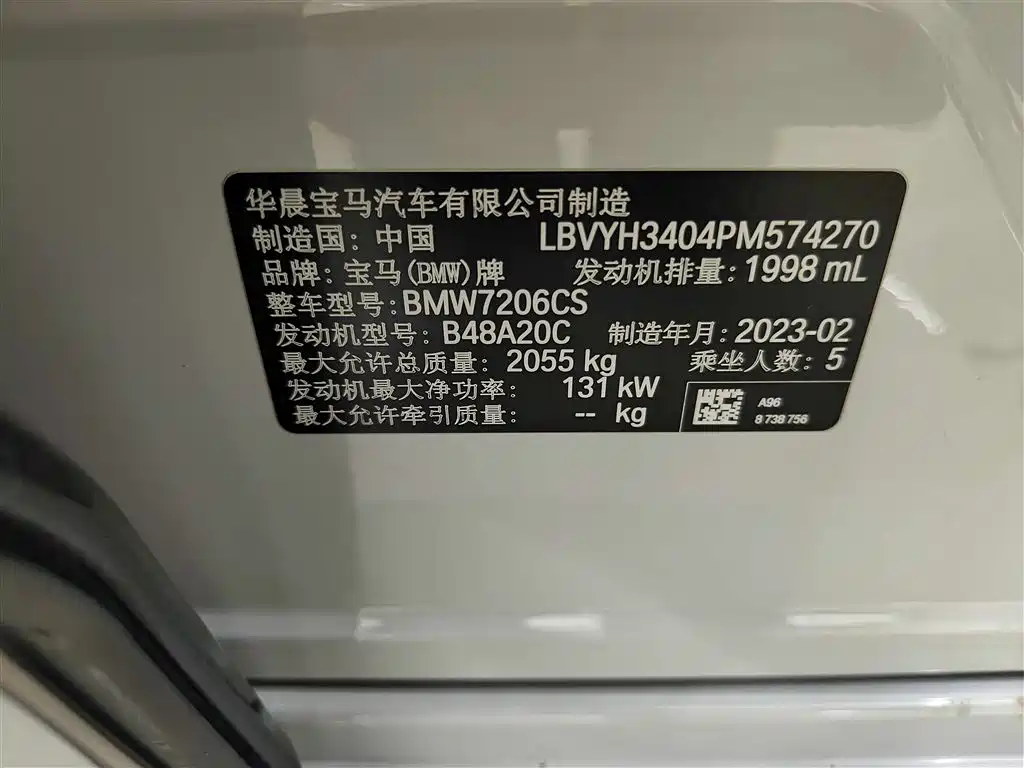 华晨宝马汽车有限公司制造
制造国: 中国 LBVYH3404PM574270
品牌: 宝马(BMW)牌 发动机排量: 1998 mL
整车型号: BMW7206CS
发动机型号: B48A20C 制造年月: 2023-02
最大允许总质量: 2055 kg 乘坐人数: 5
发动机最大净功率: 131 kW
最大允许牵引质量: -- kg
A96
8 738 756